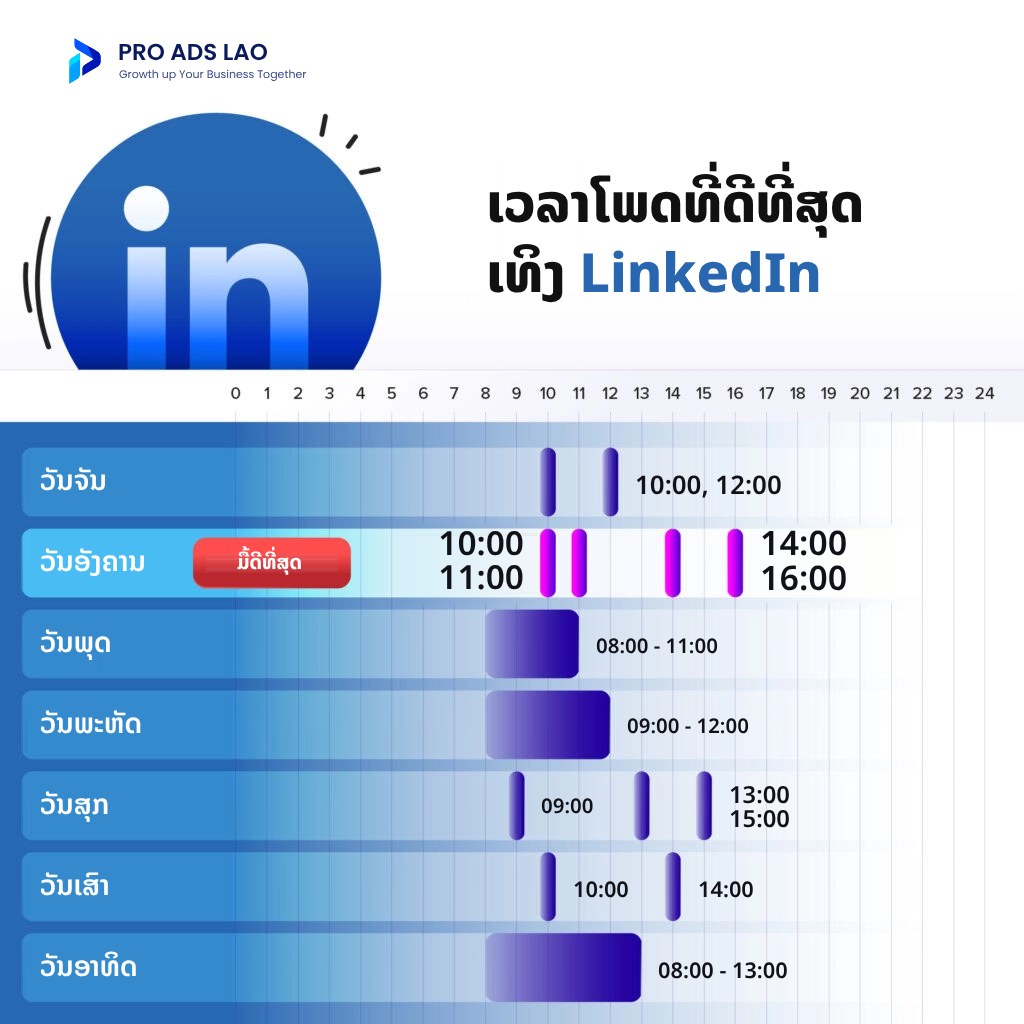 PRO ADS LAO
Growth up Your Business Together
in
ເວລາໂພດທີ່ດີທີ່ສຸດ
ເທິງ LinkedIn
0 1 2 3 4 5 6 7 8 9 10 11 12 13 14 15 16 17 18 19 20 21 22 23 24
ວັນຈັນ 10:00, 12:00
ວັນອັງຄານ ມື້ດີທີ່ສຸດ
10:00 14:00
11:00 16:00
ວັນພຸດ 08:00 - 11:00
ວັນພະຫັດ 09:00 - 12:00
ວັນສຸກ 09:00
13:00
15:00
ວັນເສົາ 10:00 14:00
ວັນອາທິດ 08:00 - 13:00